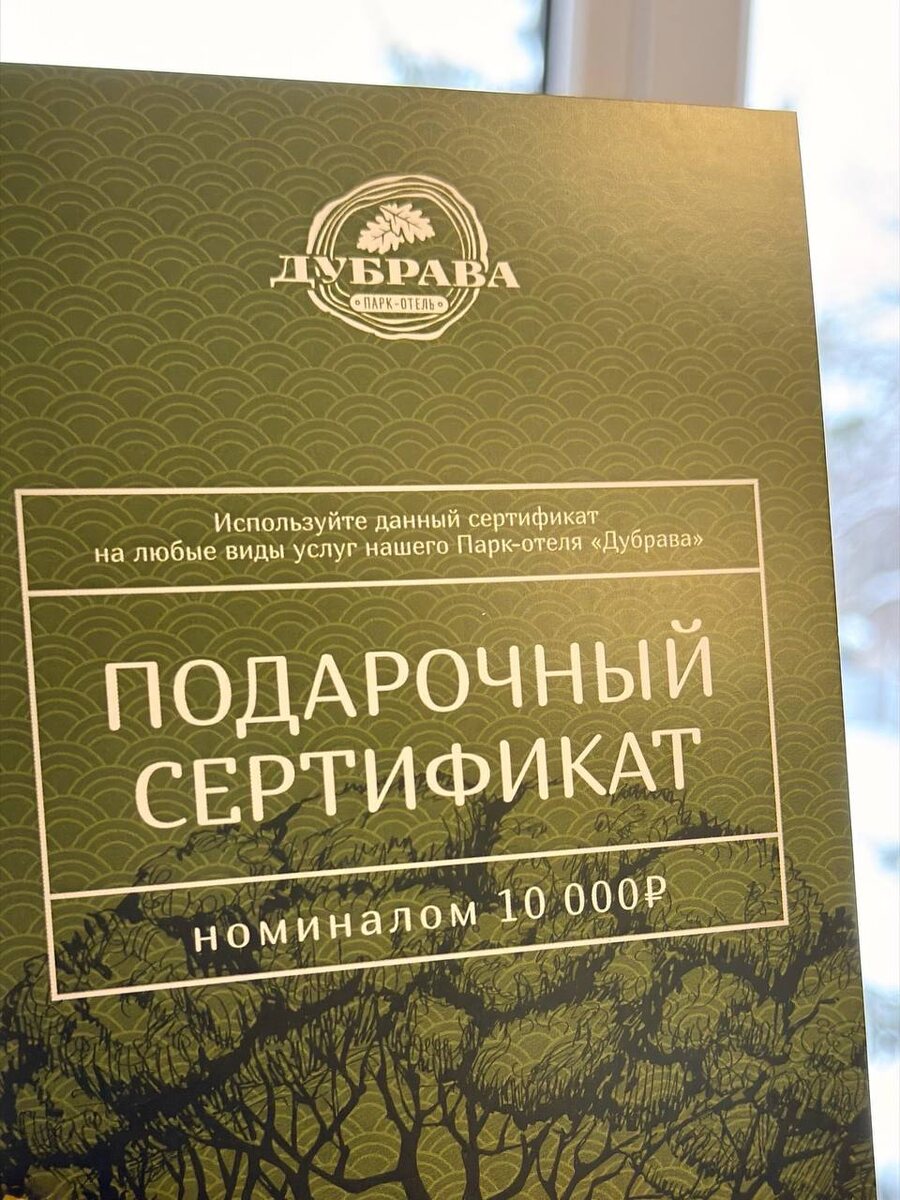 ДУБРАВА
ПАРК-ОТЕЛЬ
Используйте данный сертификат
на любые виды услуг нашего Парк-отеля «Дубрава»
ПОДАРОЧНЫЙ
СЕРТИФИКАТ
номиналом 10 000₽